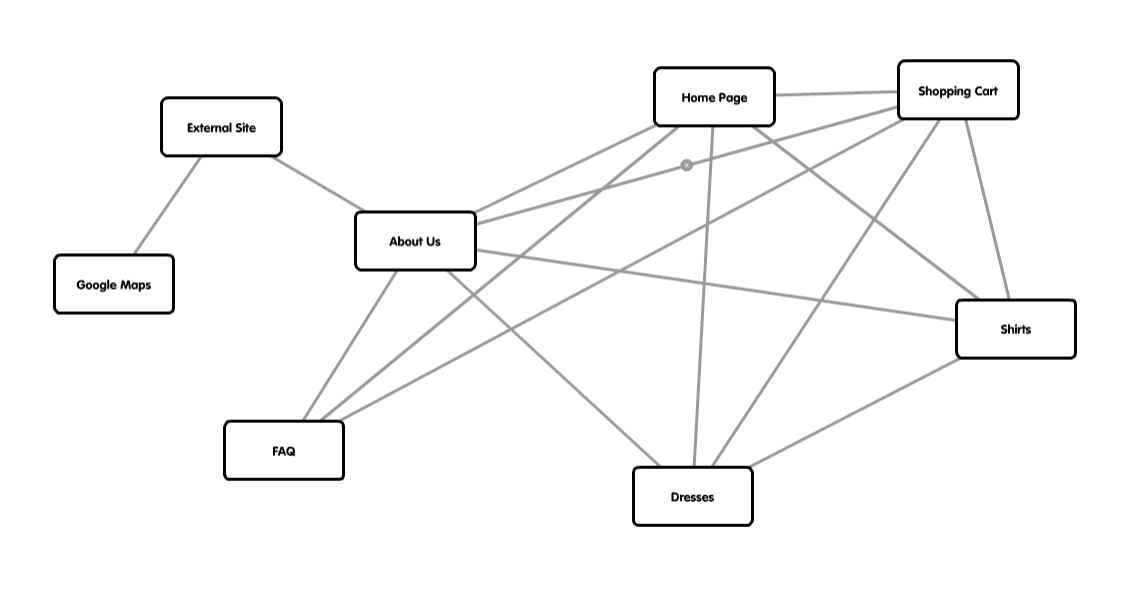 Home Page
Shopping Cart
External Site
About Us
Google Maps
Shirts
FAQ
Dresses